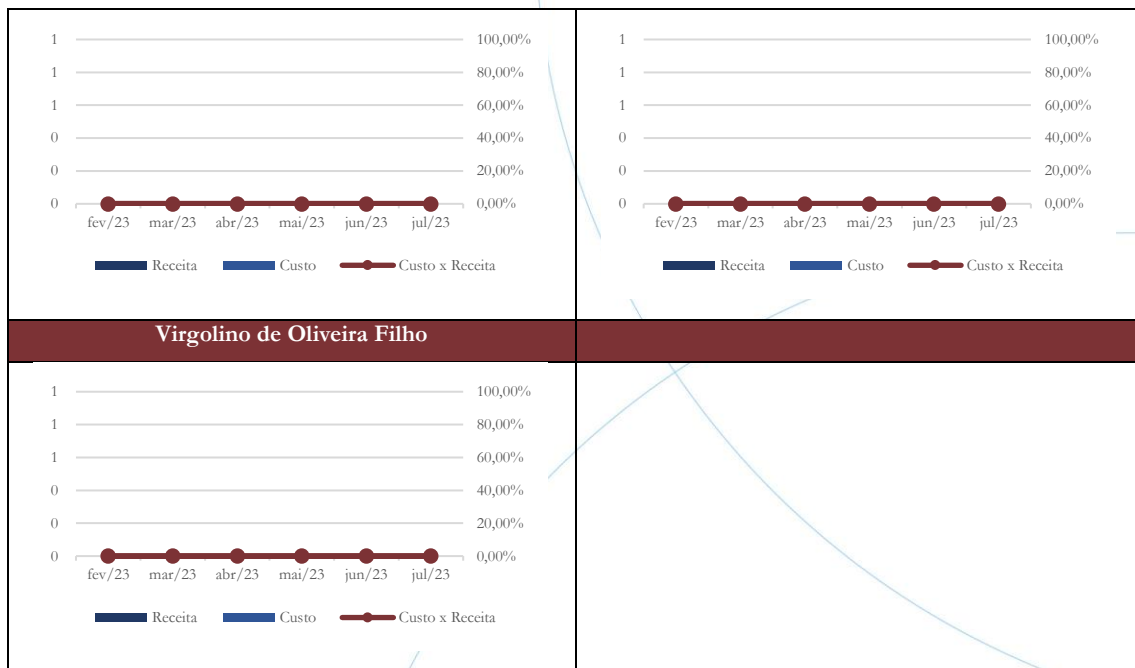 1 100,00%
1 80,00%
1 60,00%
0 40,00%
0 20,00%
0 0,00%
fev/23 mar/23 abr/23 mai/23 jun/23 jul/23
Receita Custo Custo x Receita
1 100,00%
1 80,00%
1 60,00%
0 40,00%
0 20,00%
0 0,00%
fev/23 mar/23 abr/23 mai/23 jun/23 jul/23
Receita Custo Custo x Receita
Virgolino de Oliveira Filho
1 100,00%
1 80,00%
1 60,00%
0 40,00%
0 20,00%
0 0,00%
fev/23 mar/23 abr/23 mai/23 jun/23 jul/23
Receita Custo Custo x Receita